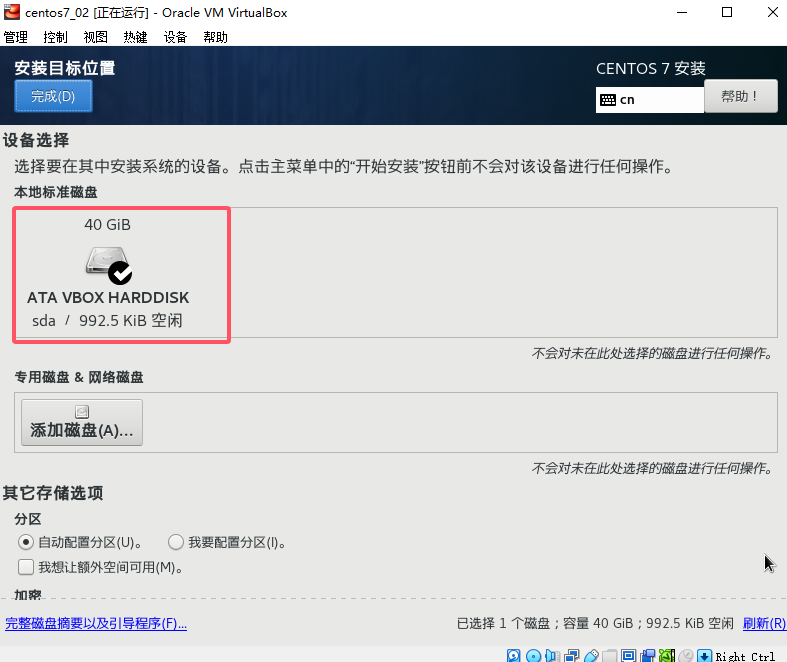 centos7_02 [正在运行] - Oracle VM VirtualBox
管理 控制 视图 热键 设备 帮助
安装目标位置
完成(D)
CENTOS 7 安装
cn
帮助！
设备选择
选择要在其中安装系统的设备。点击主菜单中的“开始安装”按钮前不会对该设备进行任何操作。
本地标准磁盘
40 GiB
ATA VBOX HARDDISK
sda / 992.5 KiB 空闲
不会对未在此处选择的磁盘进行任何操作。
专用磁盘 & 网络磁盘
添加磁盘(A)...
不会对未在此处选择的磁盘进行任何操作。
其它存储选项
分区
自动配置分区(U)。 我要配置分区(I)。
我想让额外空间可用(M)。
加密
完整磁盘摘要以及引导程序(F)...
已选择 1 个磁盘；容量 40 GiB；992.5 KiB 空闲 刷新(R)
Right Ctrl